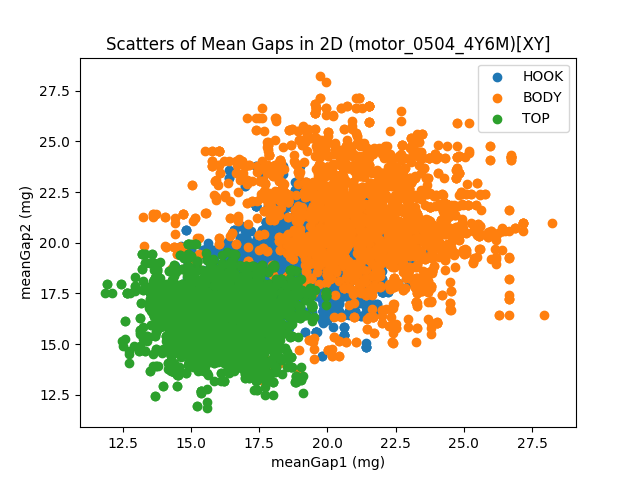 Scatters of Mean Gaps in 2D (motor_0504_4Y6M)[XY]
HOOK
BODY
TOP
meanGap2 (mg)
27.5
25.0
22.5
20.0
17.5
15.0
12.5
12.5 15.0 17.5 20.0 22.5 25.0 27.5
meanGap1 (mg)